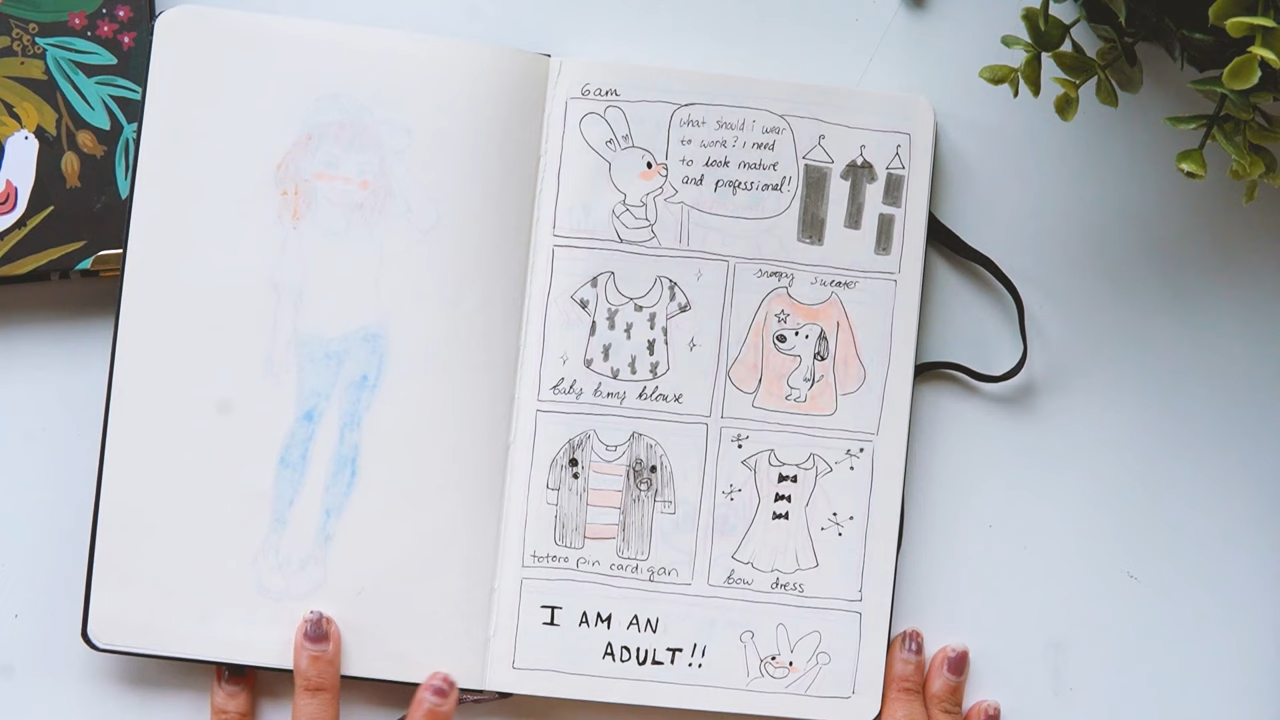 6am
what should i wear
to work? i need
to look mature
and professional!
baby bunny blouse
snoopy sweater
totoro pin cardigan
bow dress
I AM AN
ADULT!!